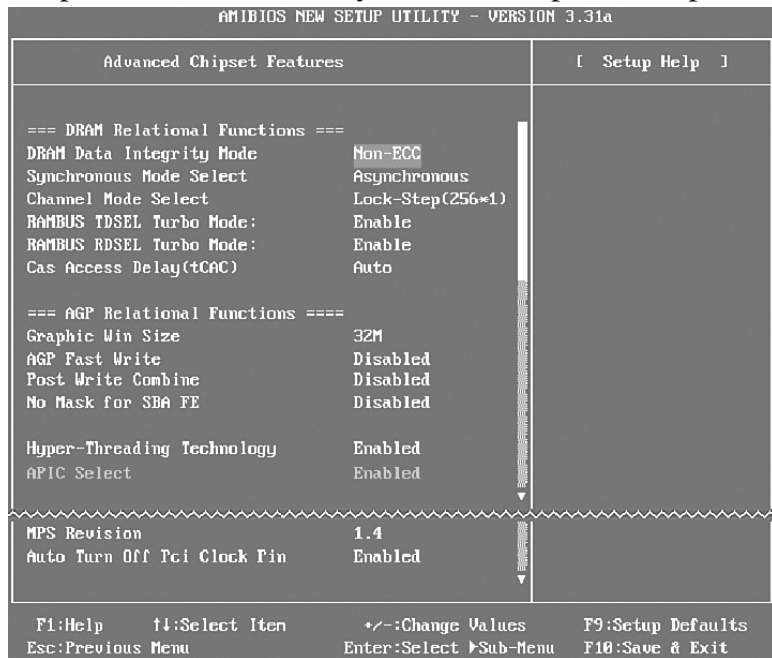 AMIBIOS NEW SETUP UTILITY - VERSION 3.31a
Advanced Chipset Features
[ Setup Help ]
=== DRAM Relational Functions ===
DRAM Data Integrity Mode Non-ECC
Synchronous Mode Select Asynchronous
Channel Mode Select Lock-Step(256*1)
RAMBUS TDSEL Turbo Mode: Enable
RAMBUS RDSEL Turbo Mode: Enable
Cas Access Delay(tCAC) Auto
=== AGP Relational Functions ====
Graphic Win Size 32M
AGP Fast Write Disabled
Post Write Combine Disabled
No Mask for SBA FE Disabled
Hyper-Threading Technology Enabled
APIC Select Enabled
MPS Revision 1.4
Auto Turn Off Pci Clock Pin Enabled
F1:Help ↑↓:Select Item +/-:Change Values F9:Setup Defaults
Esc:Previous Menu Enter:Select ▶Sub-Menu F10:Save & Exit